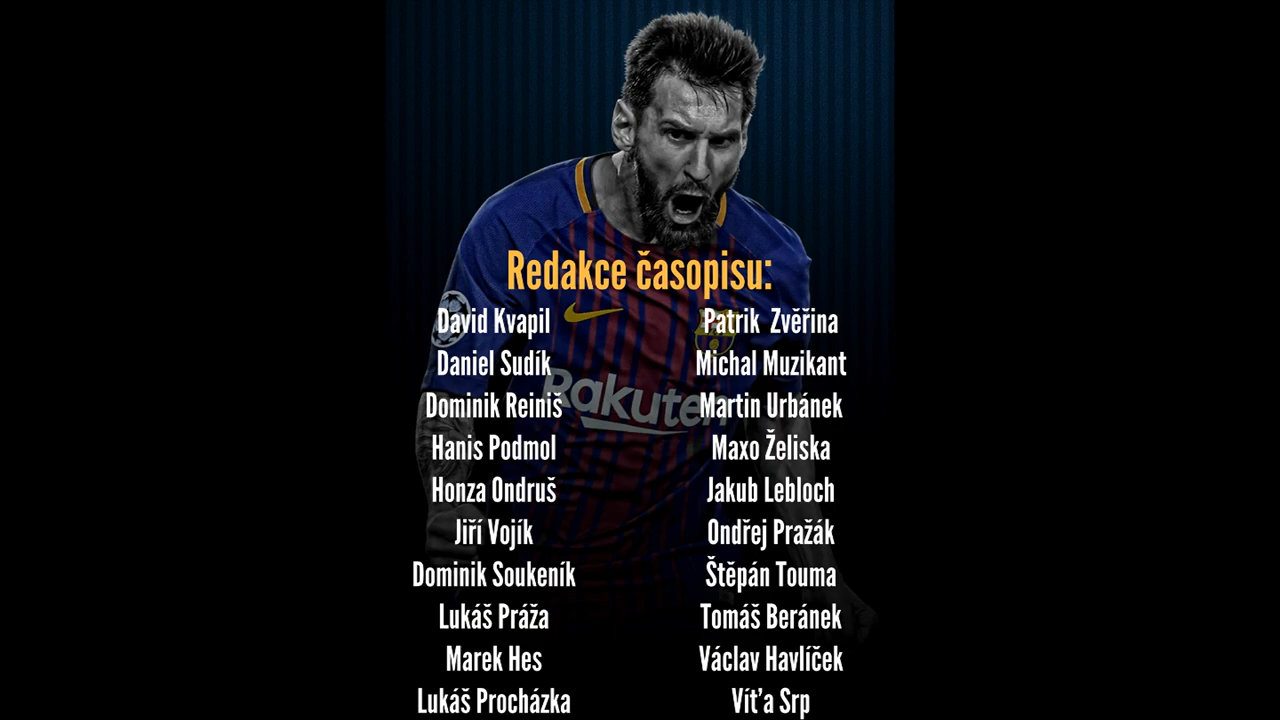 Redakce časopisu:
David Kvapil
Daniel Sudík
Dominik Reiniš
Hanis Podmol
Honza Ondruš
Jiří Vojík
Dominik Soukeník
Lukáš Práža
Marek Hes
Lukáš Procházka
Patrik  Zvěřina
Michal Muzikant
Martin Urbánek
Maxo Želiska
Jakub Lebloch
Ondřej Pražák
Štěpán Touma
Tomáš Beránek
Václav Havlíček
Vít’a Srp
Rakuten